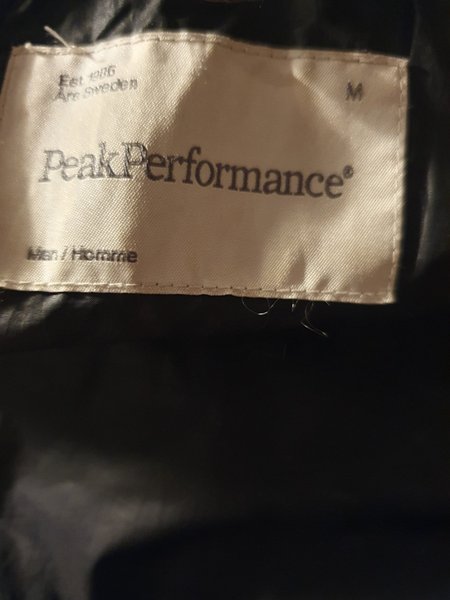 Est. 1986
Åre Sweden
M
PeakPerformance®
Men / Homme